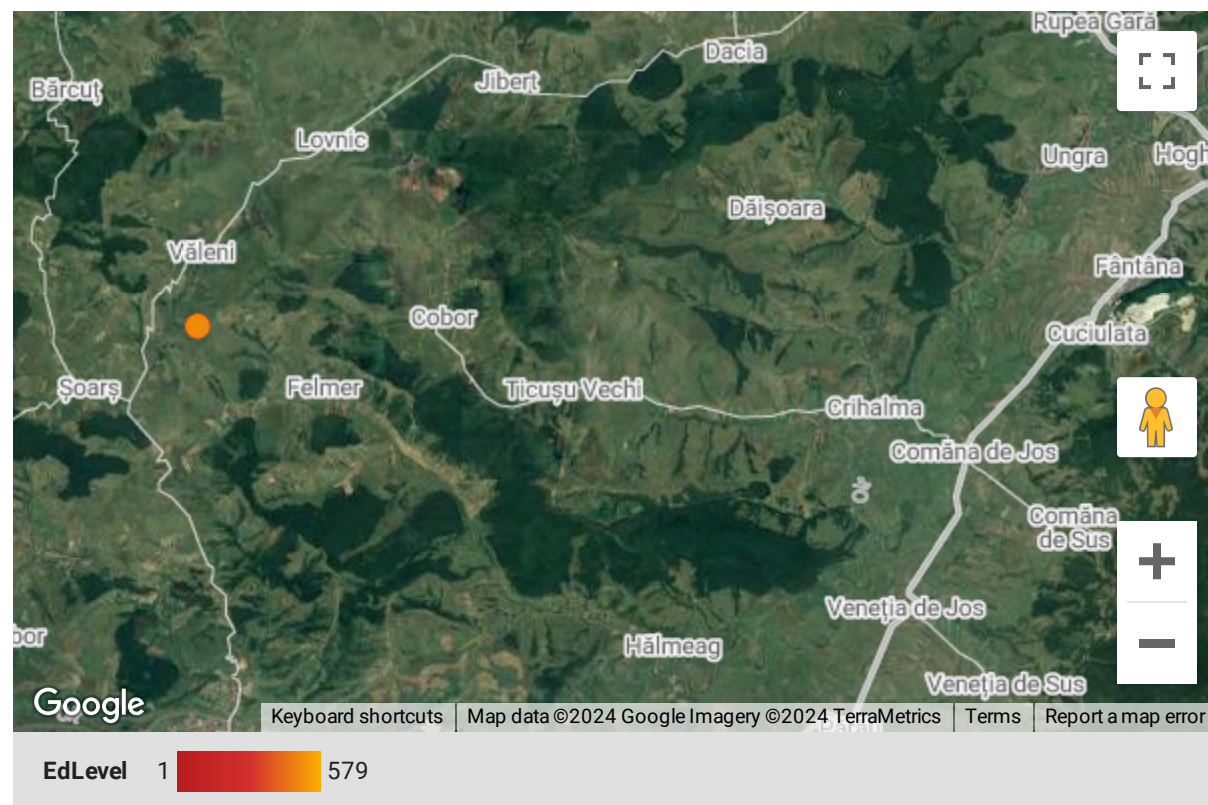 Rupea Gară
Dacia
Bărcuț
Jibert
Lovnic
Ungra
Hogh
Dăișoara
Văleni
Fântâna
Cobor
Cuciulata
Șoarș
Felmer
Ticușu Vechi
Crihalma
Comăna de Jos
Comăna
de Sus
Veneția de Jos
bor
Hălmeag
Veneția de Sus
Google
Keyboard shortcuts
Map data ©2024 Google Imagery ©2024 TerraMetrics
Terms
Report a map error
EdLevel 1 579